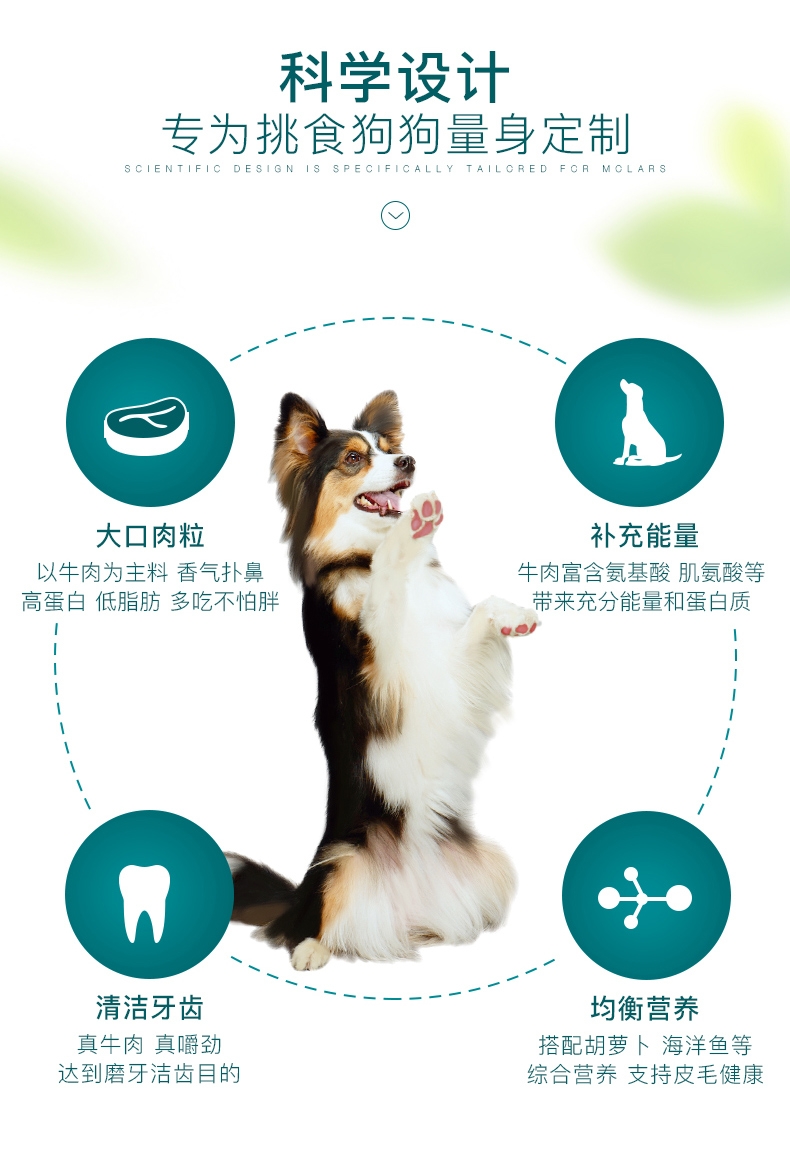 科学设计
专为挑食狗狗量身定制
SCIENTIFIC DESIGN IS SPECIFICALLY TAILORED FOR MOLARS
大口肉粒
以牛肉为主料 香气扑鼻
高蛋白 低脂肪 多吃不怕胖
补充能量
牛肉富含氨基酸 肌氨酸等
带来充分能量和蛋白质
清洁牙齿
真牛肉 真嚼劲
达到磨牙洁齿目的
均衡营养
搭配胡萝卜 海洋鱼等
综合营养 支持皮毛健康